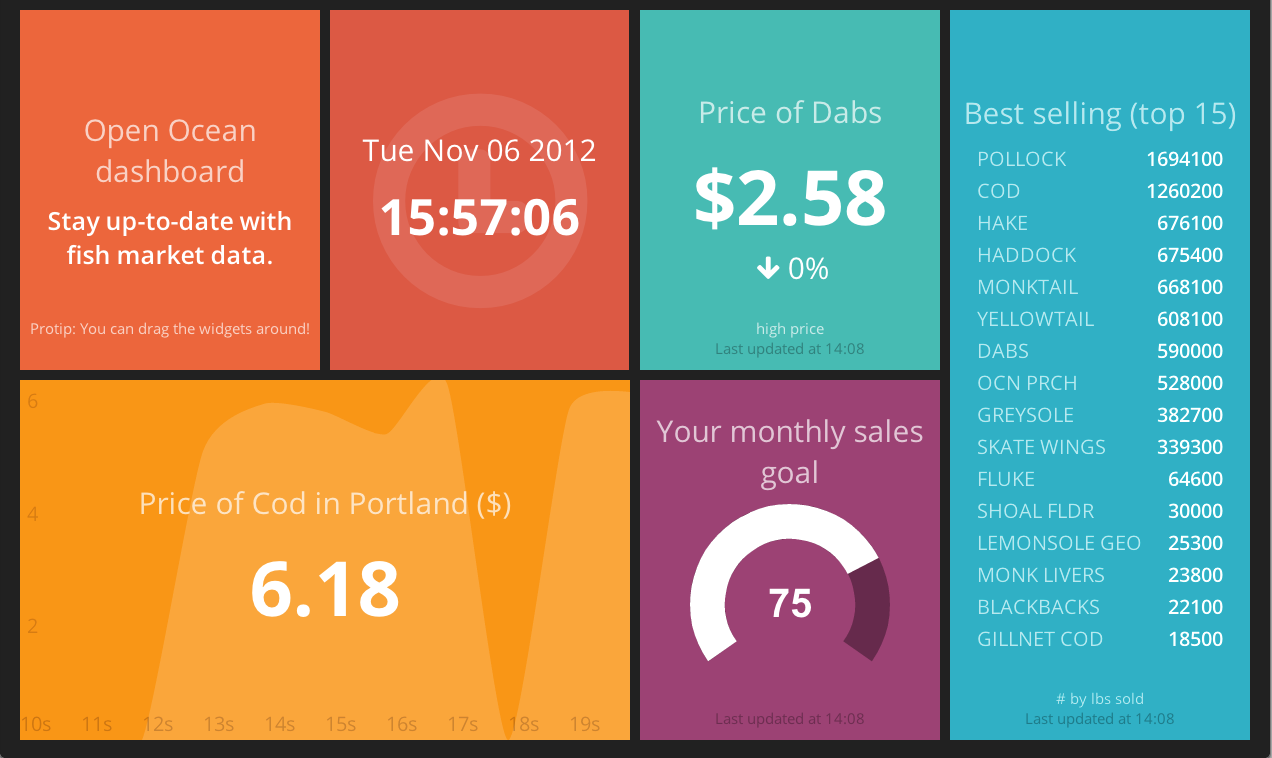 Open Ocean
dashboard
Stay up-to-date with
fish market data.
Protip: You can drag the widgets around!
Tue Nov 06 2012
15:57:06
Price of Dabs
$2.58
0%
high price
Last updated at 14:08
Best selling (top 15)
POLLOCK 1694100
COD 1260200
HAKE 676100
HADDOCK 675400
MONKTAIL 668100
YELLOWTAIL 608100
DABS 590000
OCN PRCH 528000
GREYSOLE 382700
SKATE WINGS 339300
FLUKE 64600
SHOAL FLDR 30000
LEMONSOLE GEO 25300
MONK LIVERS 23800
BLACKBACKS 22100
GILLNET COD 18500
# by lbs sold
Last updated at 14:08
6
4
2
Price of Cod in Portland ($)
6.18
10s 11s 12s 13s 14s 15s 16s 17s 18s 19s
Your monthly sales
goal
75
Last updated at 14:08